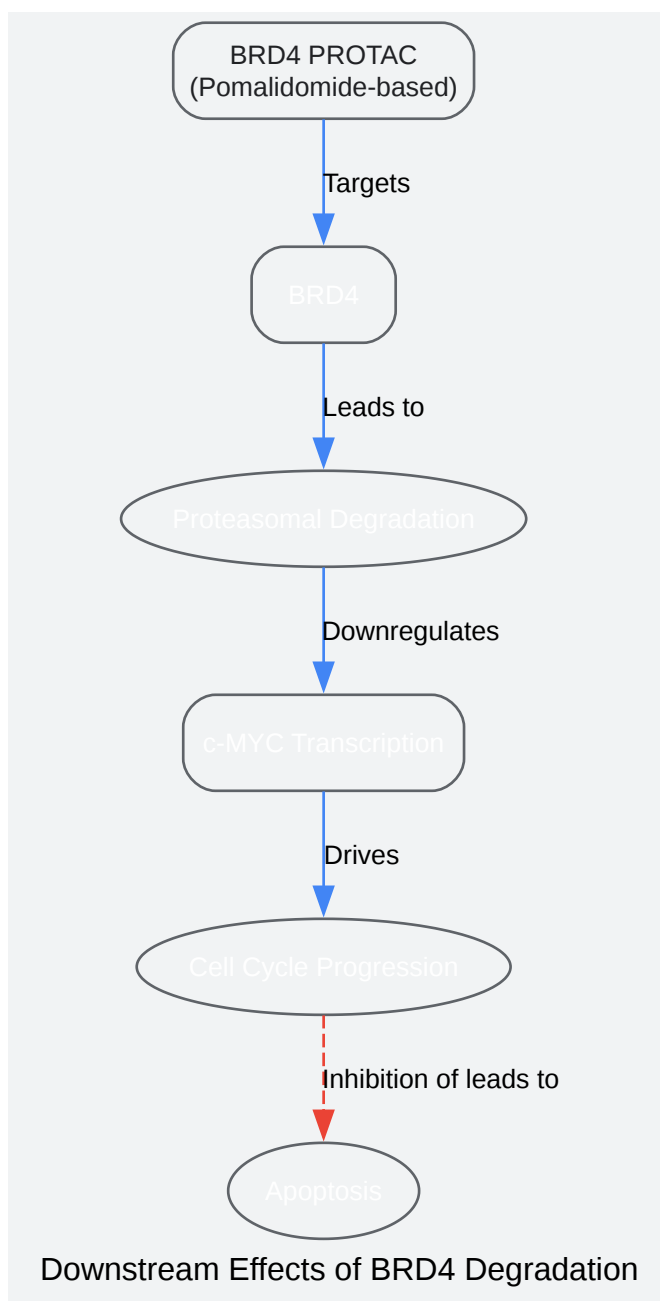 BRD4 PROTAC
(Pomalidomide-based)
Targets
BRD4
Leads to
Proteasomal Degradation
Downregulates
c-MYC Transcription
Drives
Cell Cycle Progression
Inhibition of leads to
Apoptosis
Downstream Effects of BRD4 Degradation